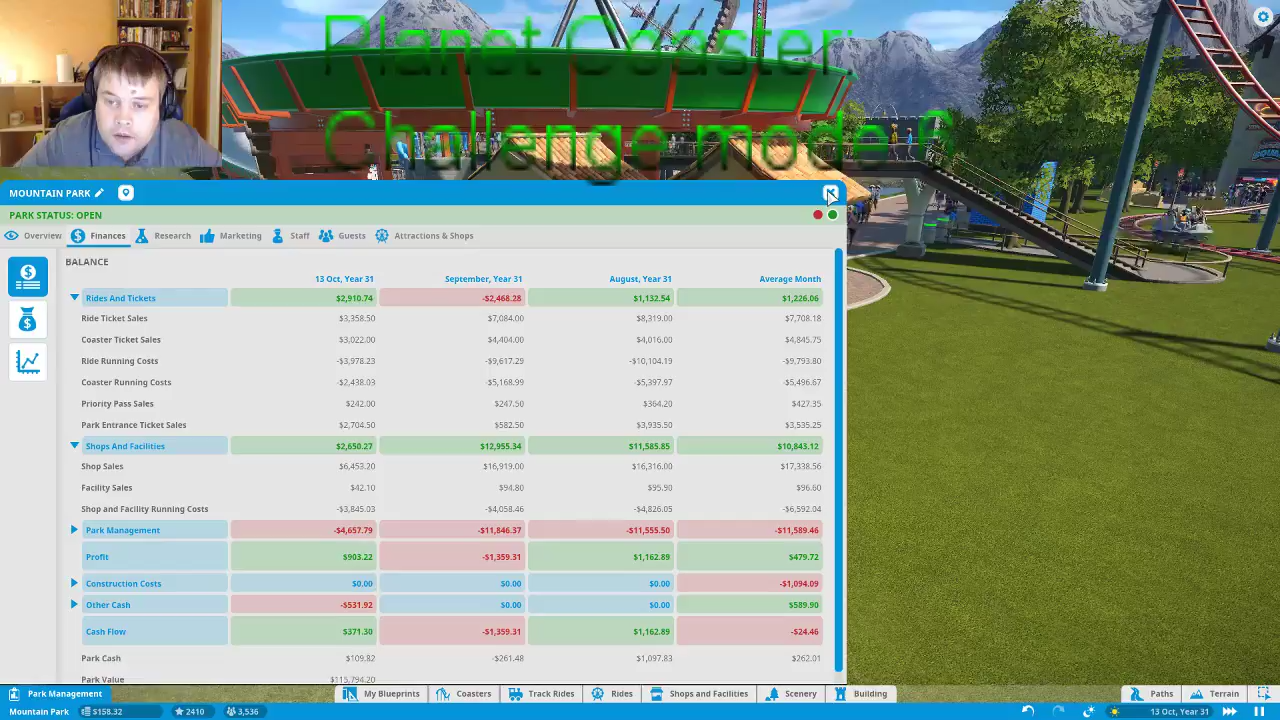 Planet Coaster:
Challenge mode 6
MOUNTAIN PARK
PARK STATUS: OPEN
Overview Finances Research Marketing Staff Guests Attractions & Shops
BALANCE
13 Oct, Year 31 September, Year 31 August, Year 31 Average Month
Rides And Tickets $2,910.74 -$2,468.28 $1,132.54 $1,226.06
Ride Ticket Sales $3,358.50 $7,084.00 $8,319.00 $7,708.18
Coaster Ticket Sales $3,022.00 $4,404.00 $4,016.00 $4,845.75
Ride Running Costs -$3,978.23 -$9,617.29 -$10,104.19 -$9,793.80
Coaster Running Costs -$2,438.03 -$5,168.99 -$5,397.97 -$5,496.67
Priority Pass Sales $242.00 $247.50 $364.20 $427.35
Park Entrance Ticket Sales $2,704.50 $582.50 $3,935.50 $3,535.25
Shops And Facilities $2,650.27 $12,955.34 $11,585.85 $10,843.12
Shop Sales $6,453.20 $16,919.00 $16,316.00 $17,338.56
Facility Sales $42.10 $94.80 $95.90 $96.60
Shop and Facility Running Costs -$3,845.03 -$4,058.46 -$4,826.05 -$6,592.04
Park Management -$4,657.79 -$11,846.37 -$11,555.50 -$11,589.46
Profit $903.22 -$1,359.31 $1,162.89 $479.72
Construction Costs $0.00 $0.00 $0.00 -$1,094.09
Other Cash -$531.92 $0.00 $0.00 $589.90
Cash Flow $371.30 -$1,359.31 $1,162.89 -$24.46
Park Cash $109.82 -$261.48 $1,097.83 $262.01
Park Value $115,794.20
Park Management My Blueprints Coasters Track Rides Rides Shops and Facilities Scenery Building Paths Terrain
Mountain Park $158.32 2410 3,536 13 Oct, Year 31